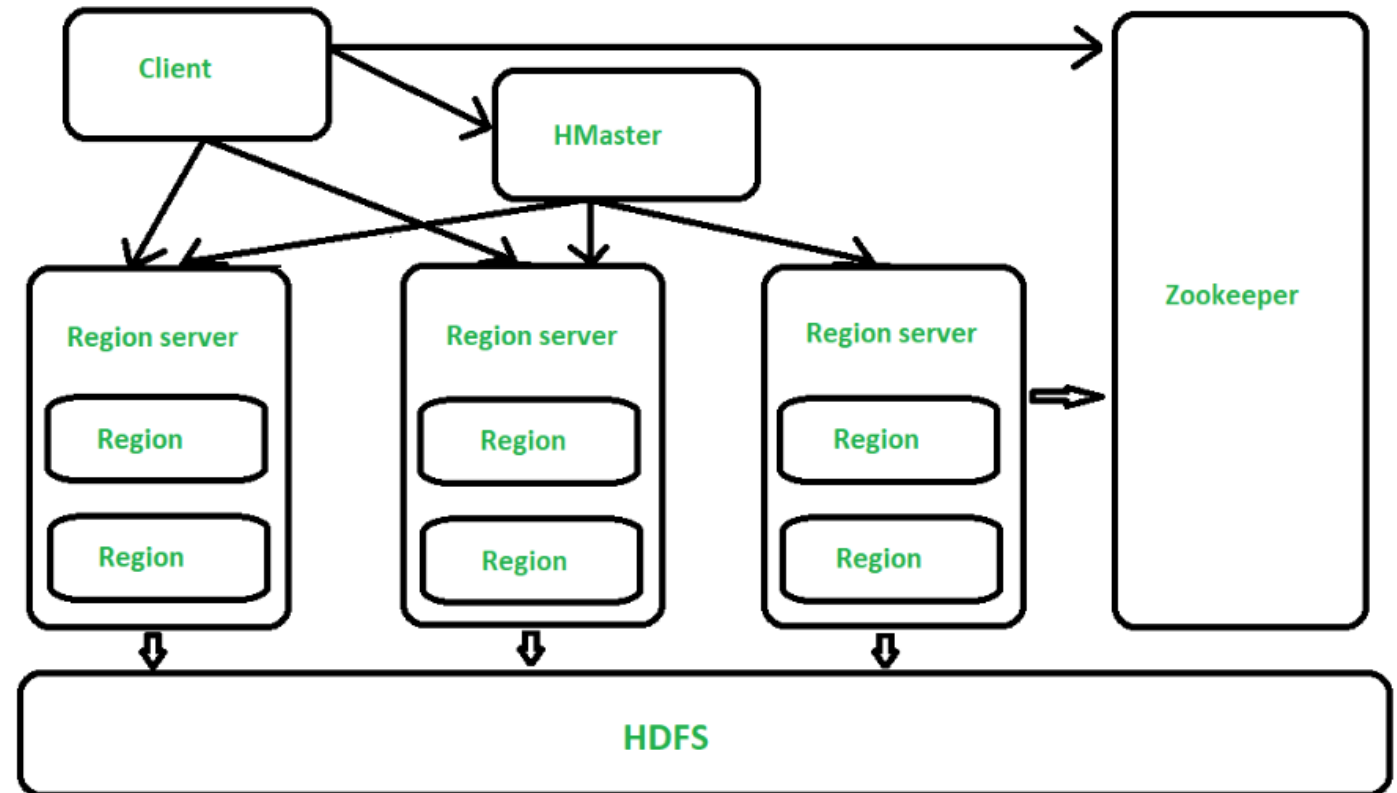 Client
HMaster
Zookeeper
Region server
Region
Region
Region server
Region
Region
Region server
Region
Region
HDFS